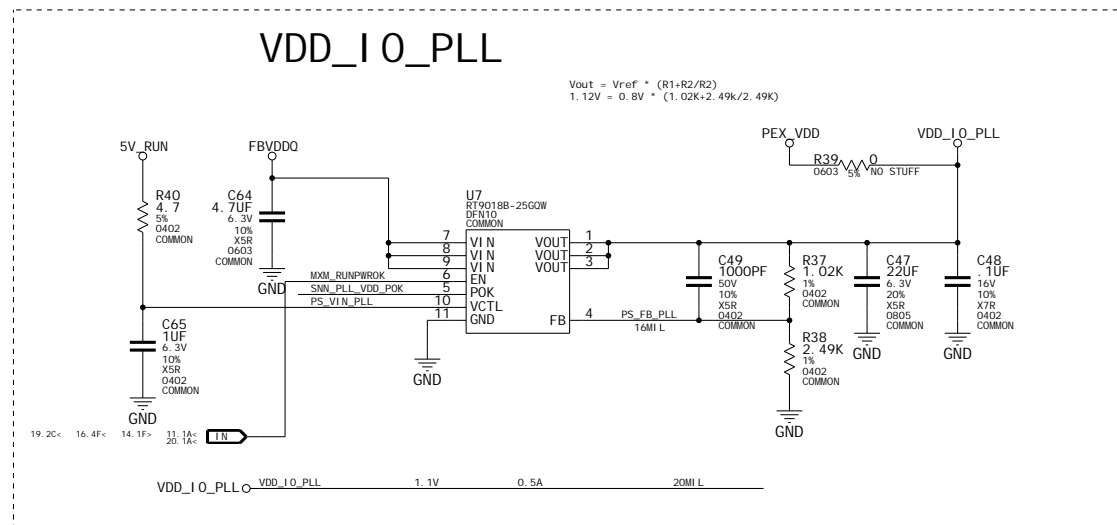 VDD_IO_PLL
Vout = Vref * (R1+R2/R2)
1.12V = 0.8V * (1.02K+2.49k/2.49K)
5V_RUN
FBVDDQ
PEX_VDD
VDD_IO_PLL
R39
0
0603
5%
NO STUFF
R40
4.7
5%
0402
COMMON
C64
4.7UF
6.3V
10%
X5R
0603
COMMON
GND
U7
RT9018B-25GQW
DFN10
COMMON
7 VIN
8 VIN
9 VIN
6 EN
5 POK
10 VCTL
11 GND
VOUT 1
VOUT 2
VOUT 3
FB 4
MXM_RUNPWROK
SNN_PLL_VDD_POK
PS_VIN_PLL
PS_FB_PLL
16MIL
C49
1000PF
50V
10%
X5R
0402
COMMON
R37
1.02K
1%
0402
COMMON
C47
22UF
6.3V
20%
X5R
0805
COMMON
GND
C48
.1UF
16V
10%
X7R
0402
COMMON
GND
R38
2.49K
1%
0402
COMMON
GND
GND
C65
1UF
6.3V
10%
X5R
0402
COMMON
GND
19.2C< 16.4F< 14.1F> 11.1A<
20.1A<
IN
VDD_IO_PLL VDD_IO_PLL 1.1V 0.5A 20MIL